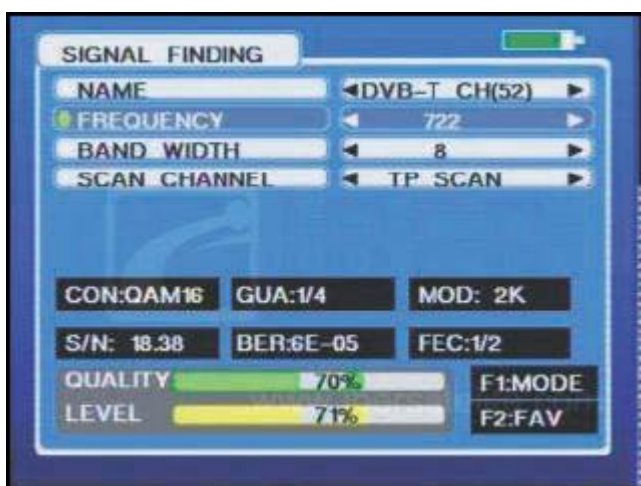 SIGNAL FINDING
NAME ◄DVB-T CH(52) ►
FREQUENCY ◄ 722 ►
BAND WIDTH ◄ 8 ►
SCAN CHANNEL ◄ TP SCAN ►
CON:QAM16 GUA:1/4 MOD: 2K
S/N: 18.38 BER:6E-05 FEC:1/2
QUALITY 70% F1:MODE
LEVEL 71% F2:FAV